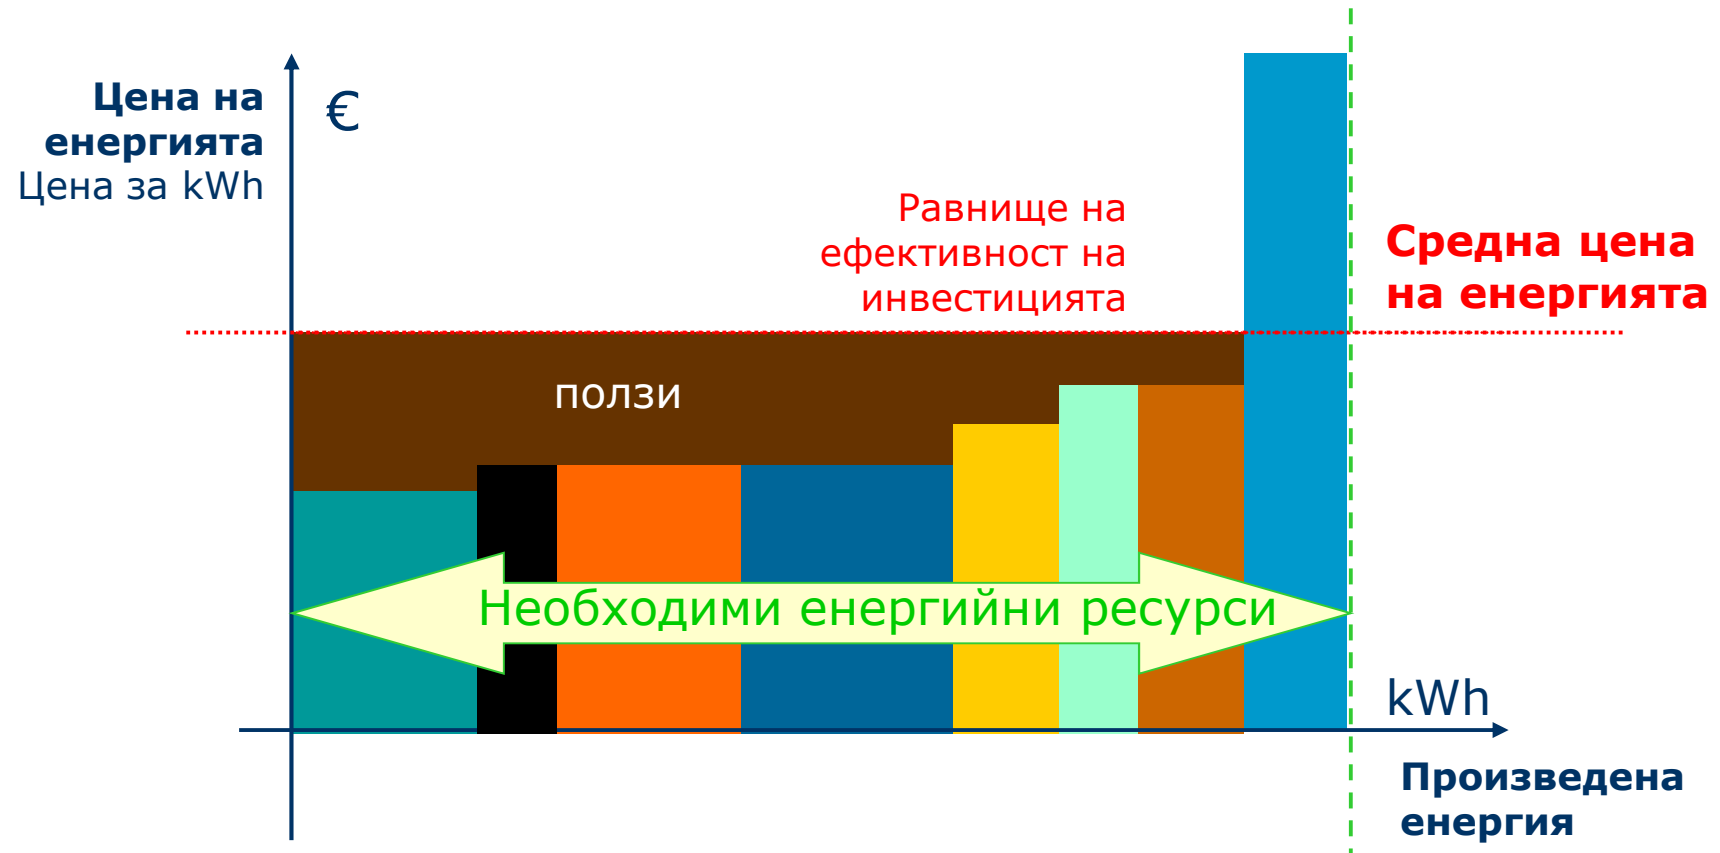 Цена на
енергията
Цена за kWh
€
Равнище на
ефективност на
инвестицията
Средна цена
на енергията
ползи
Необходими енергийни ресурси
kWh
Произведена
енергия